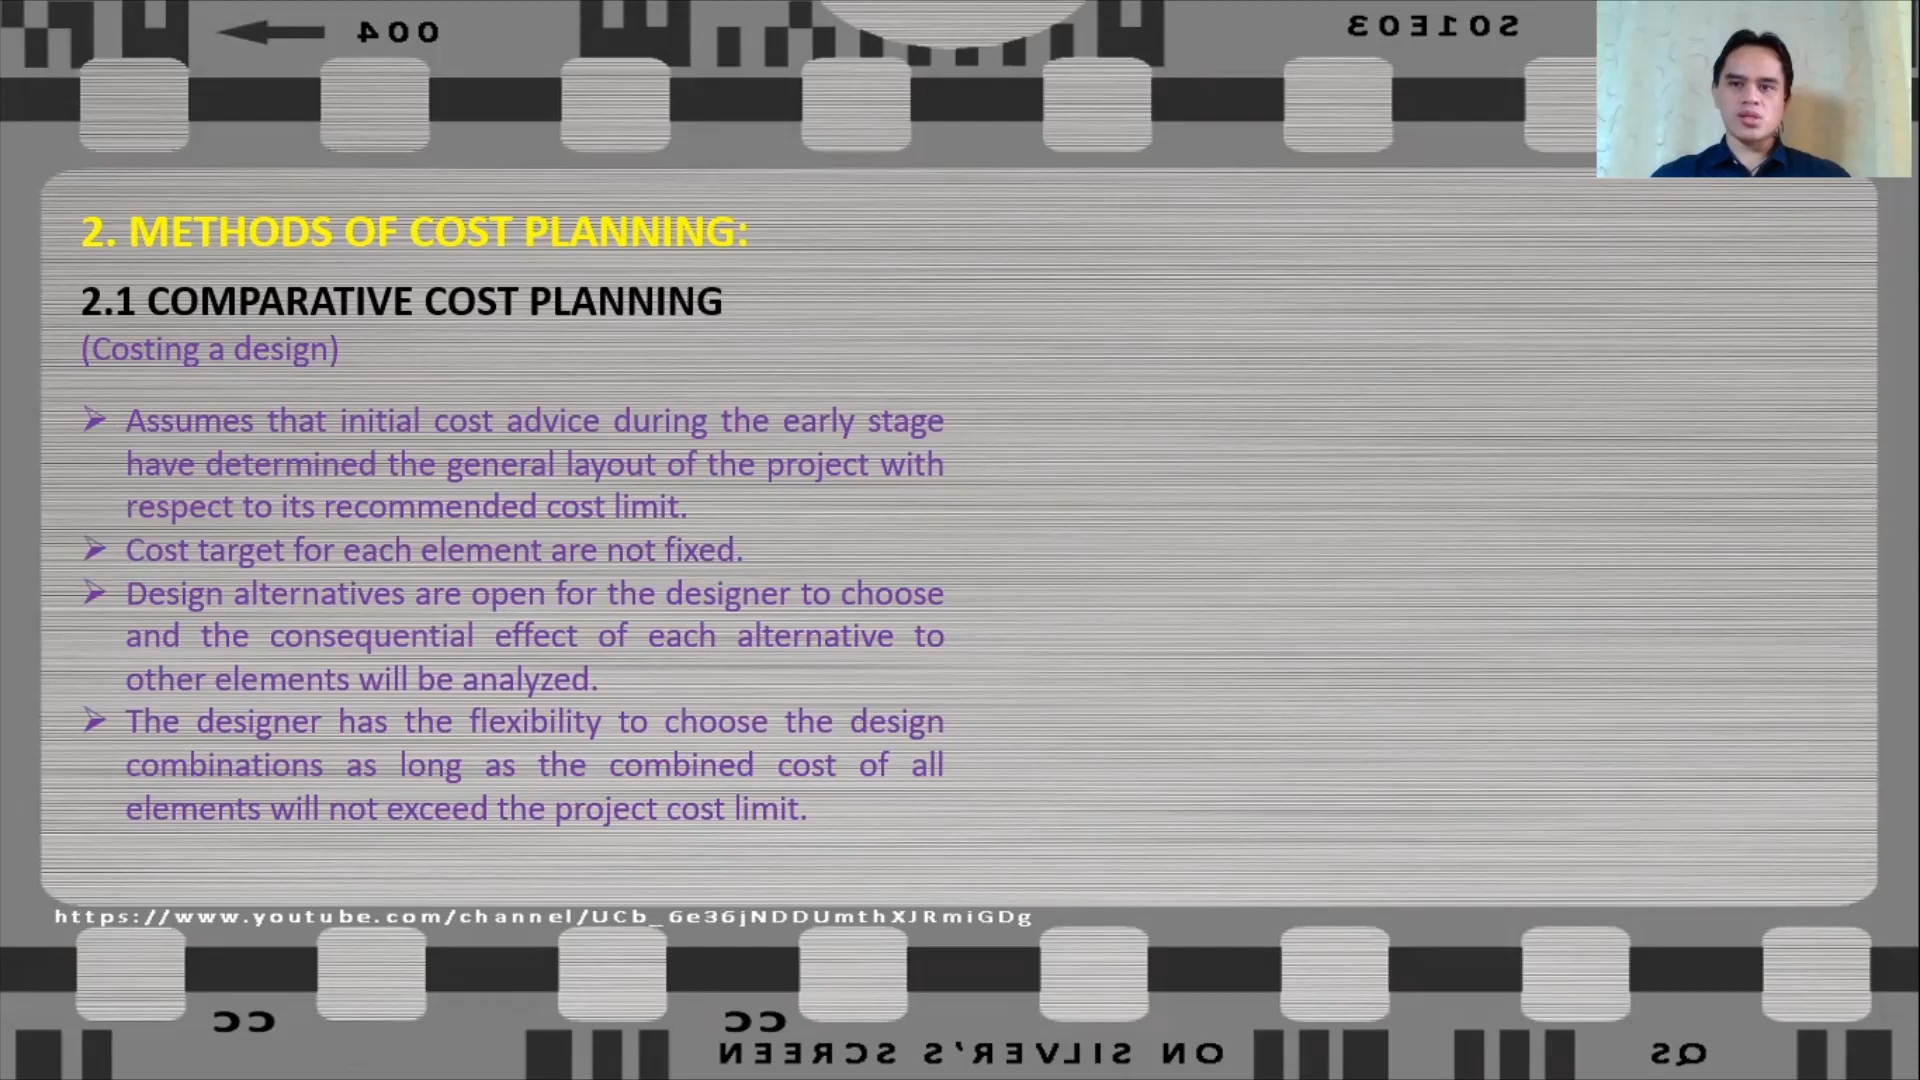 004
S01E03
2. METHODS OF COST PLANNING:
2.1 COMPARATIVE COST PLANNING
(Costing a design)
➢ Assumes that initial cost advice during the early stage
have determined the general layout of the project with
respect to its recommended cost limit.
➢ Cost target for each element are not fixed.
➢ Design alternatives are open for the designer to choose
and the consequential effect of each alternative to
other elements will be analyzed.
➢ The designer has the flexibility to choose the design
combinations as long as the combined cost of all
elements will not exceed the project cost limit.
https://www.youtube.com/channel/UCb_6e36jNDDUmthXJRmiGDg
CC
CC
ON SILVER'S SCREEN
QS